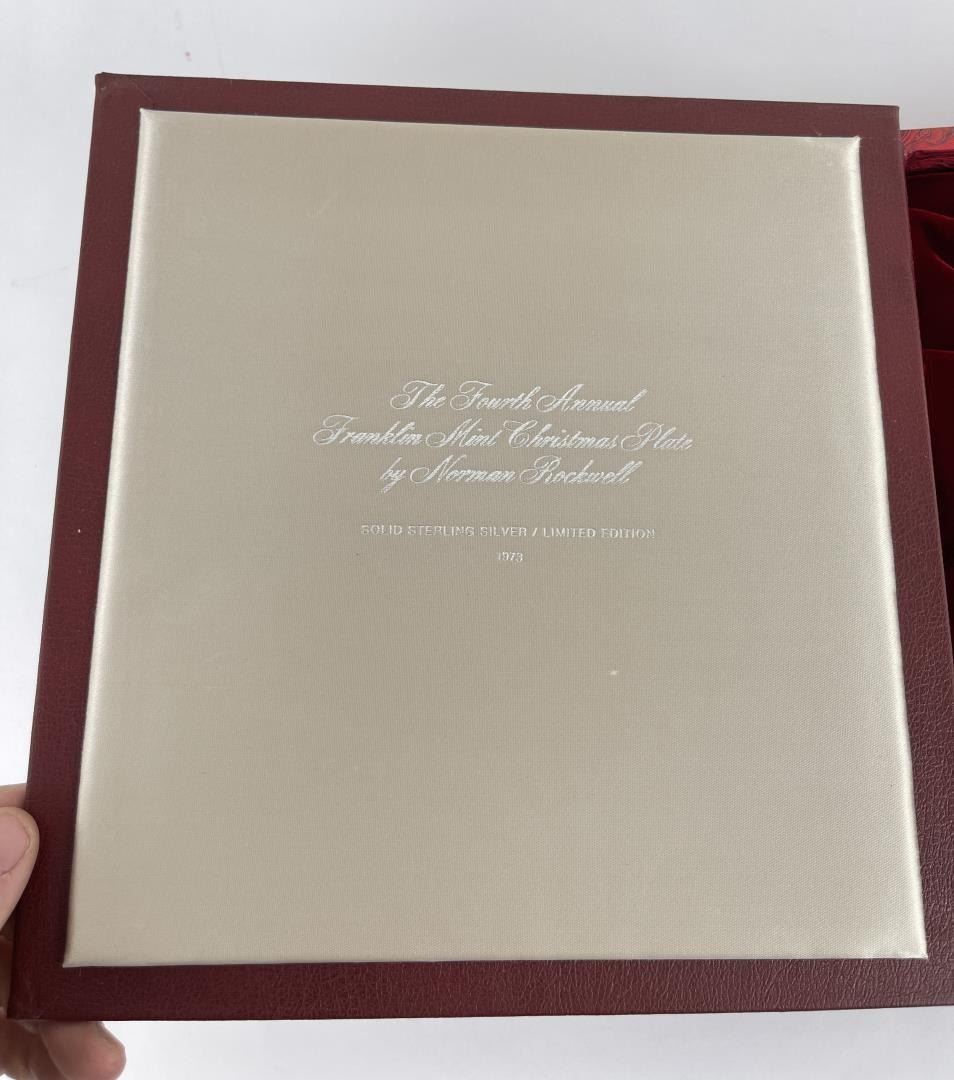 The Fourth Annual
Franklin Mint Christmas Plate
by Norman Rockwell
SOLID STERLING SILVER / LIMITED EDITION
1973